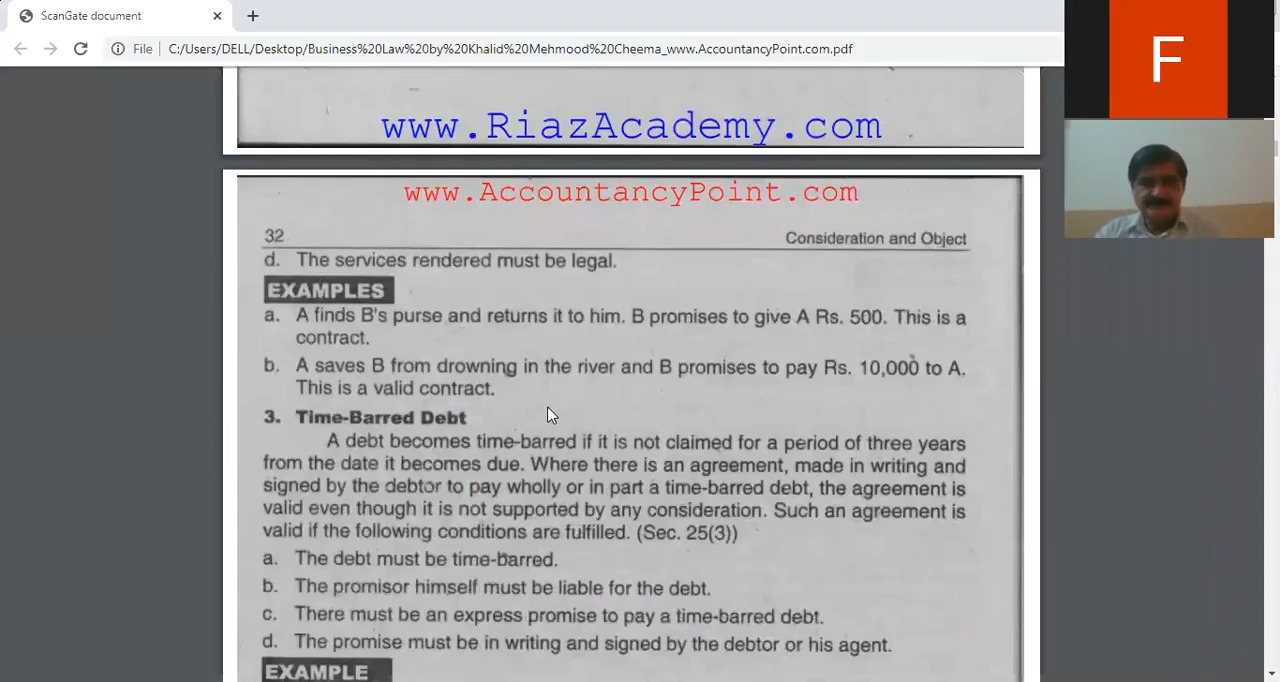 ScanGate document
File
C:/Users/DELL/Desktop/Business%20Law%20by%20Khalid%20Mehmood%20Cheema_www.AccountancyPoint.com.pdf
F
www.RiazAcademy.com
www.AccountancyPoint.com
32 Consideration and Object
d. The services rendered must be legal.
EXAMPLES
a. A finds B's purse and returns it to him. B promises to give A Rs. 500. This is a
contract.
b. A saves B from drowning in the river and B promises to pay Rs. 10,000 to A.
This is a valid contract.
3. Time-Barred Debt
A debt becomes time-barred if it is not claimed for a period of three years
from the date it becomes due. Where there is an agreement, made in writing and
signed by the debtor to pay wholly or in part a time-barred debt, the agreement is
valid even though it is not supported by any consideration. Such an agreement is
valid if the following conditions are fulfilled. (Sec. 25(3))
a. The debt must be time-barred.
b. The promisor himself must be liable for the debt.
c. There must be an express promise to pay a time-barred debt.
d. The promise must be in writing and signed by the debtor or his agent.
EXAMPLE